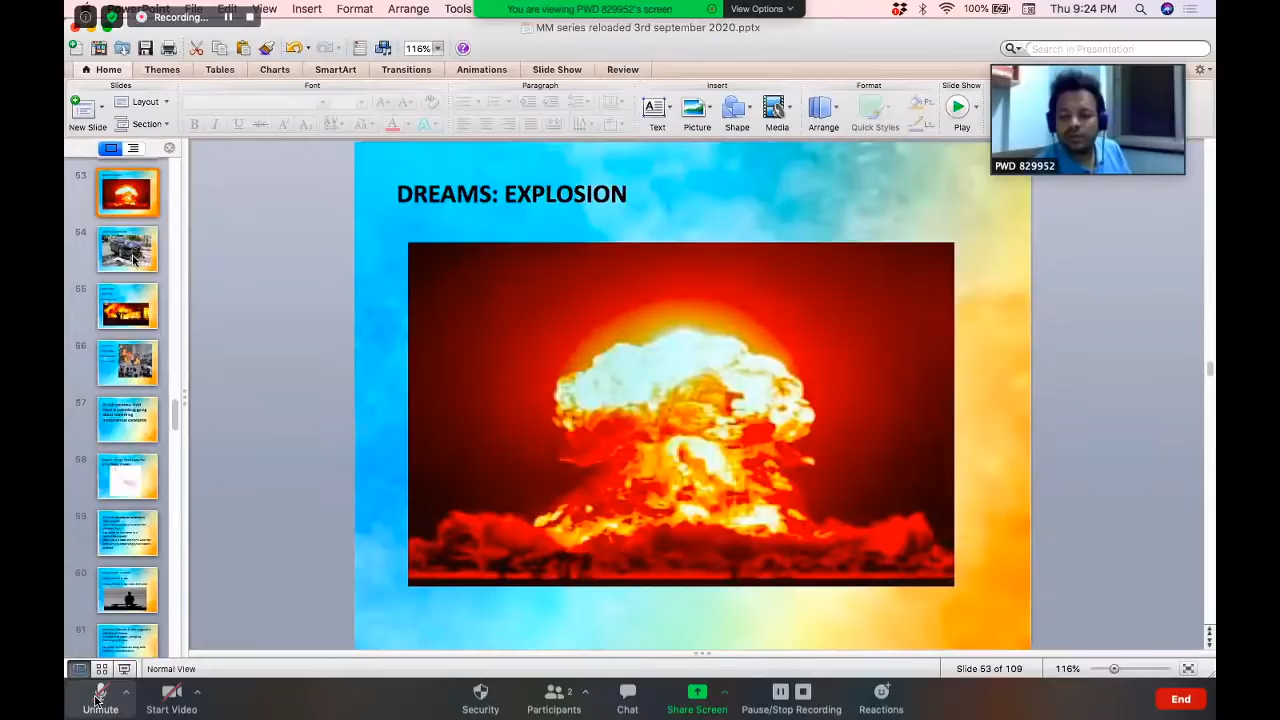 PowerPoint File Edit View Insert Format Arrange Tools
Recording...
You are viewing PWD 829952's screen
View Options
100%
Thu 9:24 PM
MM series reloaded 3rd september 2020.pptx
116%
Search in Presentation
Home Themes Tables Charts SmartArt Transitions Animations Slide Show Review
Slides Font Paragraph Insert Format Slide Show
New Slide
Layout
Section
B I U
Text Picture Shape Media Arrange Quick Styles Play
PWD 829952
DREAMS: EXPLOSION
53
54
55
56
57
58
59
60
61
Normal View
Slide 53 of 109
116%
Unmute
Start Video
Security
Participants 2
Chat
Share Screen
Pause/Stop Recording
Reactions
End